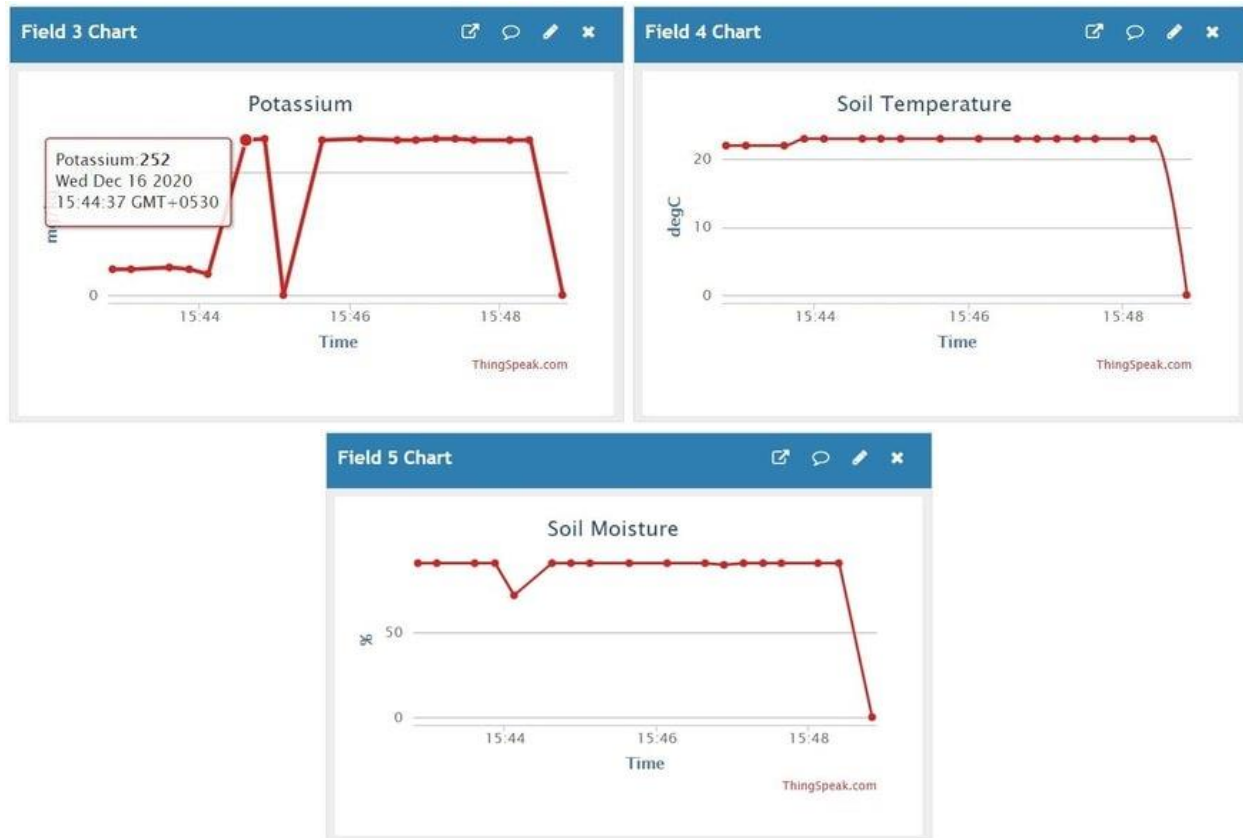 Field 3 Chart
Potassium
Potassium:252
Wed Dec 16 2020
15:44:37 GMT+0530
0
15:44 15:46 15:48
Time
ThingSpeak.com
Field 4 Chart
Soil Temperature
degC
20
10
0
15:44 15:46 15:48
Time
ThingSpeak.com
Field 5 Chart
Soil Moisture
%
50
0
15:44 15:46 15:48
Time
ThingSpeak.com